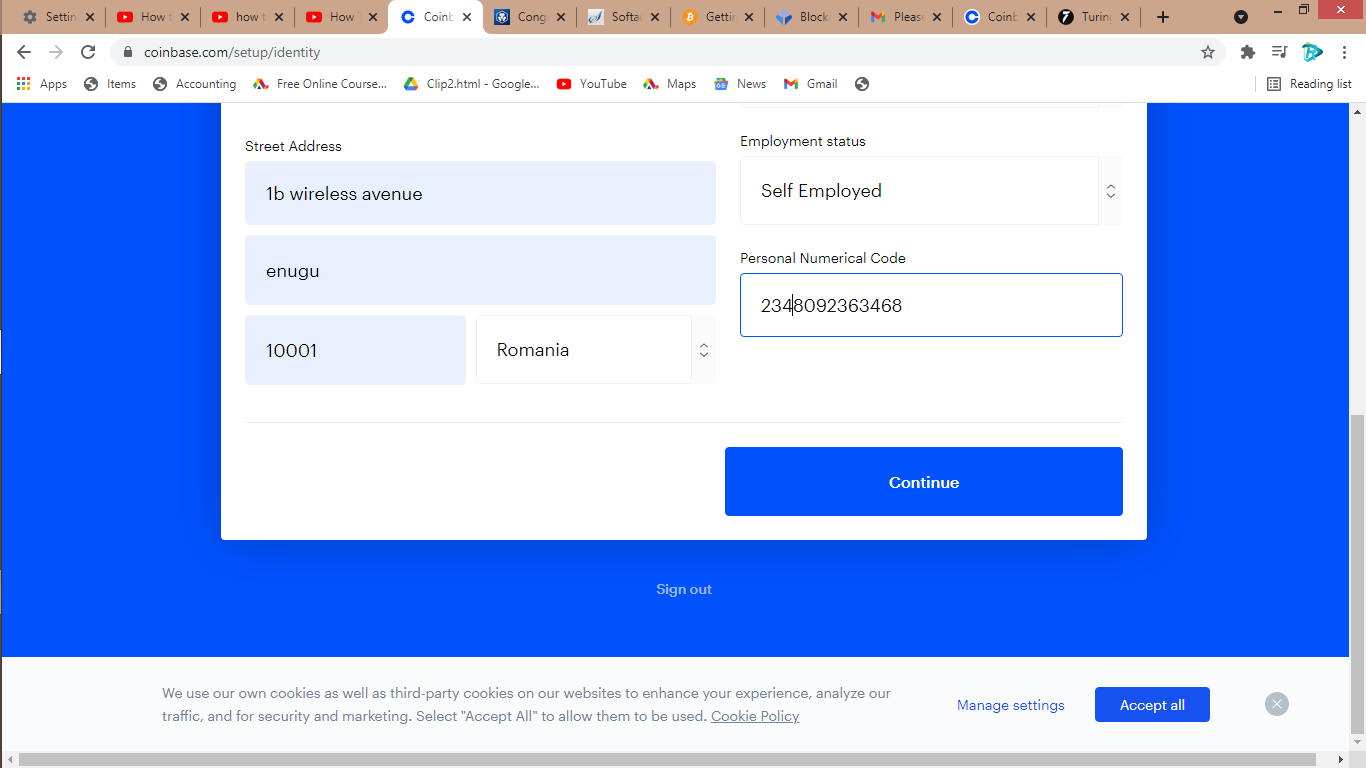 Settin
How t
how t
How
Coinb
Cong
Softa
Gettin
Block
Pleas
Coinb
Turing
coinbase.com/setup/identity
Apps
Items
Accounting
Free Online Course...
Clip2.html - Google...
YouTube
Maps
News
Gmail
Reading list
Street Address
1b wireless avenue
enugu
10001
Romania
Employment status
Self Employed
Personal Numerical Code
2348092363468
Continue
Sign out
We use our own cookies as well as third-party cookies on our websites to enhance your experience, analyze our
traffic, and for security and marketing. Select "Accept All" to allow them to be used. Cookie Policy
Manage settings
Accept all